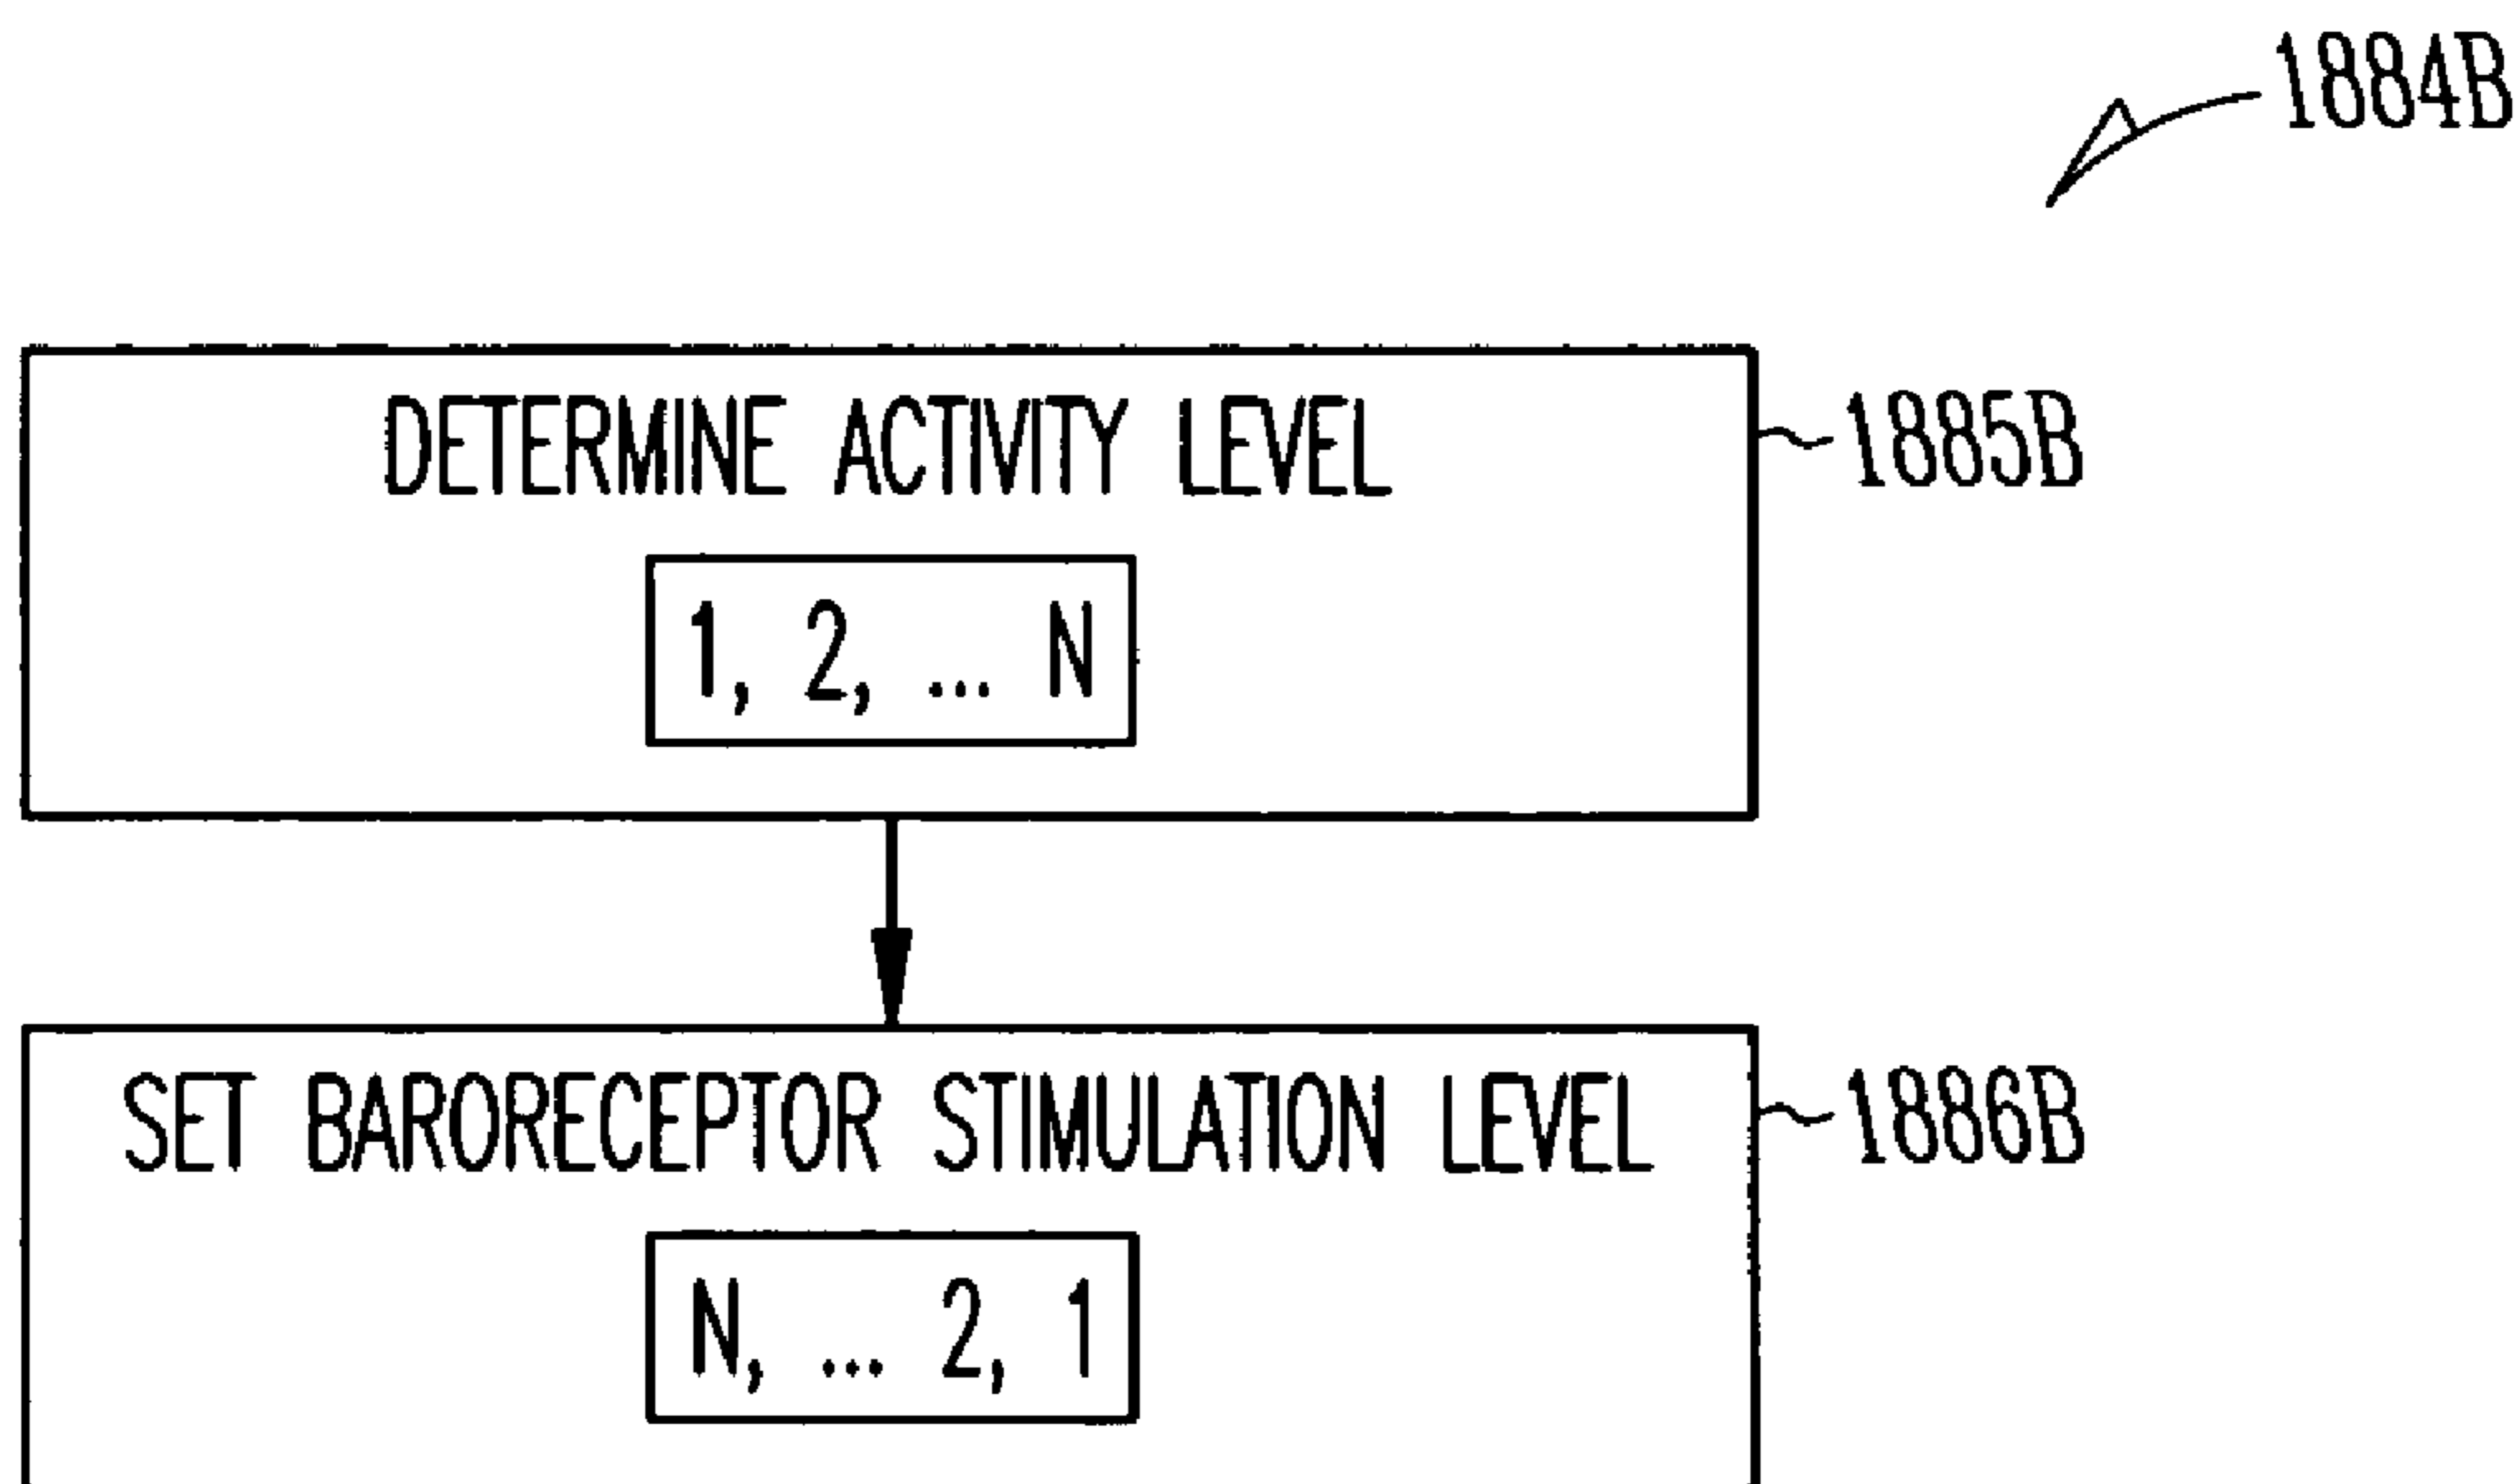 1884B
DETERMINE ACTIVITY LEVEL
1885B
1, 2, ... N
SET BARORECEPTOR STIMULATION LEVEL
1886B
N, ... 2, 1